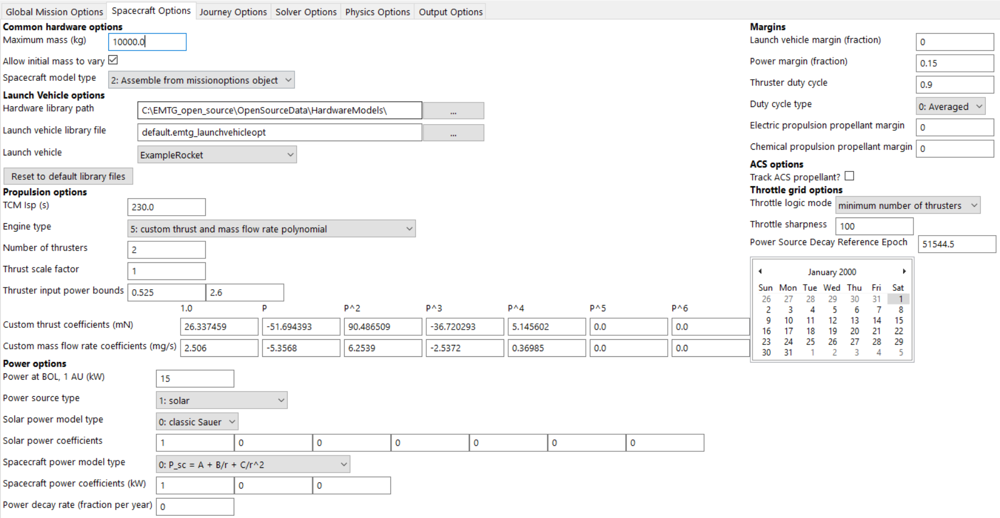 Global Mission Options Spacecraft Options Journey Options Solver Options Physics Options Output Options
Common hardware options
Maximum mass (kg) 10000.0
Allow initial mass to vary
Spacecraft model type 2: Assemble from missionoptions object
Launch Vehicle options
Hardware library path C:\EMTG_open_source\OpenSourceData\HardwareModels\ ...
Launch vehicle library file default.emtg_launchvehicleopt ...
Launch vehicle ExampleRocket
Reset to default library files
Propulsion options
TCM Isp (s) 230.0
Engine type 5: custom thrust and mass flow rate polynomial
Number of thrusters 2
Thrust scale factor 1
Thruster input power bounds 0.525 2.6
1.0 P P^2 P^3 P^4 P^5 P^6
Custom thrust coefficients (mN) 26.337459 -51.694393 90.486509 -36.720293 5.145602 0.0 0.0
Custom mass flow rate coefficients (mg/s) 2.506 -5.3568 6.2539 -2.5372 0.36985 0.0 0.0
Power options
Power at BOL, 1 AU (kW) 15
Power source type 1: solar
Solar power model type 0: classic Sauer
Solar power coefficients 1 0 0 0 0 0 0
Spacecraft power model type 0: P_sc = A + B/r + C/r^2
Spacecraft power coefficients (kW) 1 0 0
Power decay rate (fraction per year) 0
Margins
Launch vehicle margin (fraction) 0
Power margin (fraction) 0.15
Thruster duty cycle 0.9
Duty cycle type 0: Averaged
Electric propulsion propellant margin 0
Chemical propulsion propellant margin 0
ACS options
Track ACS propellant?
Throttle grid options
Throttle logic mode minimum number of thrusters
Throttle sharpness 100
Power Source Decay Reference Epoch 51544.5
January 2000
Sun Mon Tue Wed Thu Fri Sat
26 27 28 29 30 31 1
2 3 4 5 6 7 8
9 10 11 12 13 14 15
16 17 18 19 20 21 22
23 24 25 26 27 28 29
30 31 1 2 3 4 5